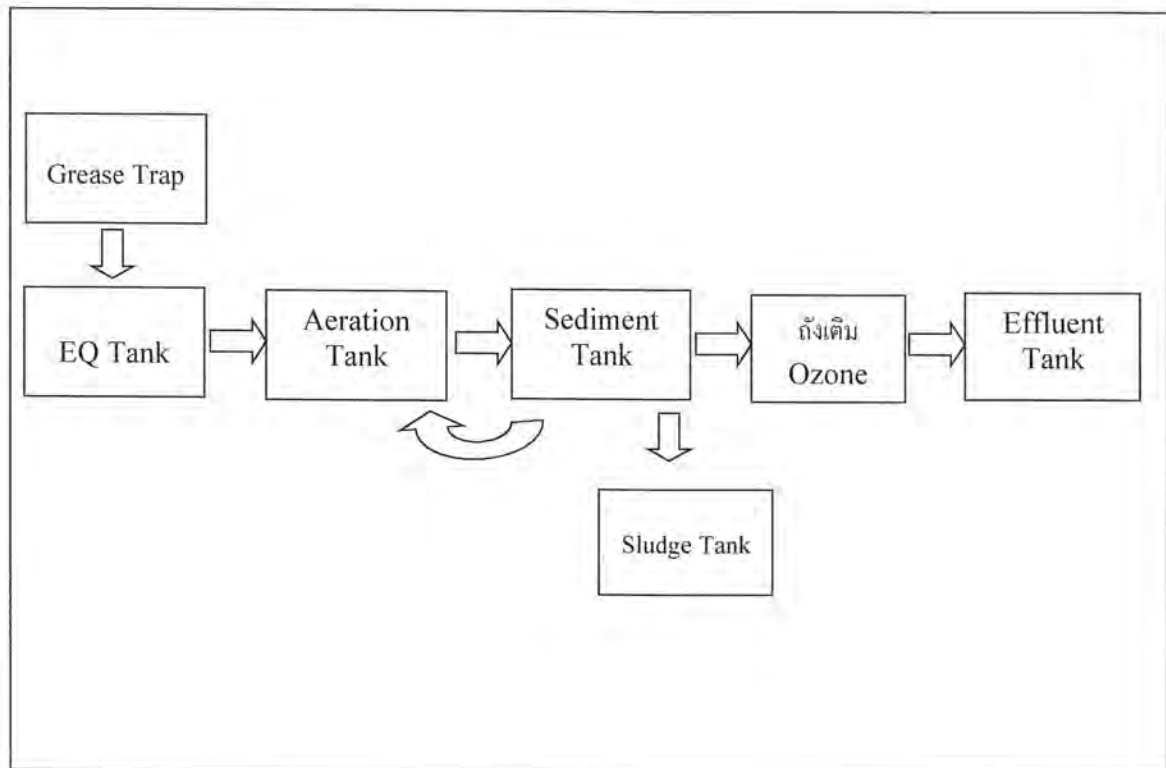 Grease Trap
EQ Tank
Aeration
Tank
Sediment
Tank
ถังเติม
Ozone
Effluent
Tank
Sludge Tank